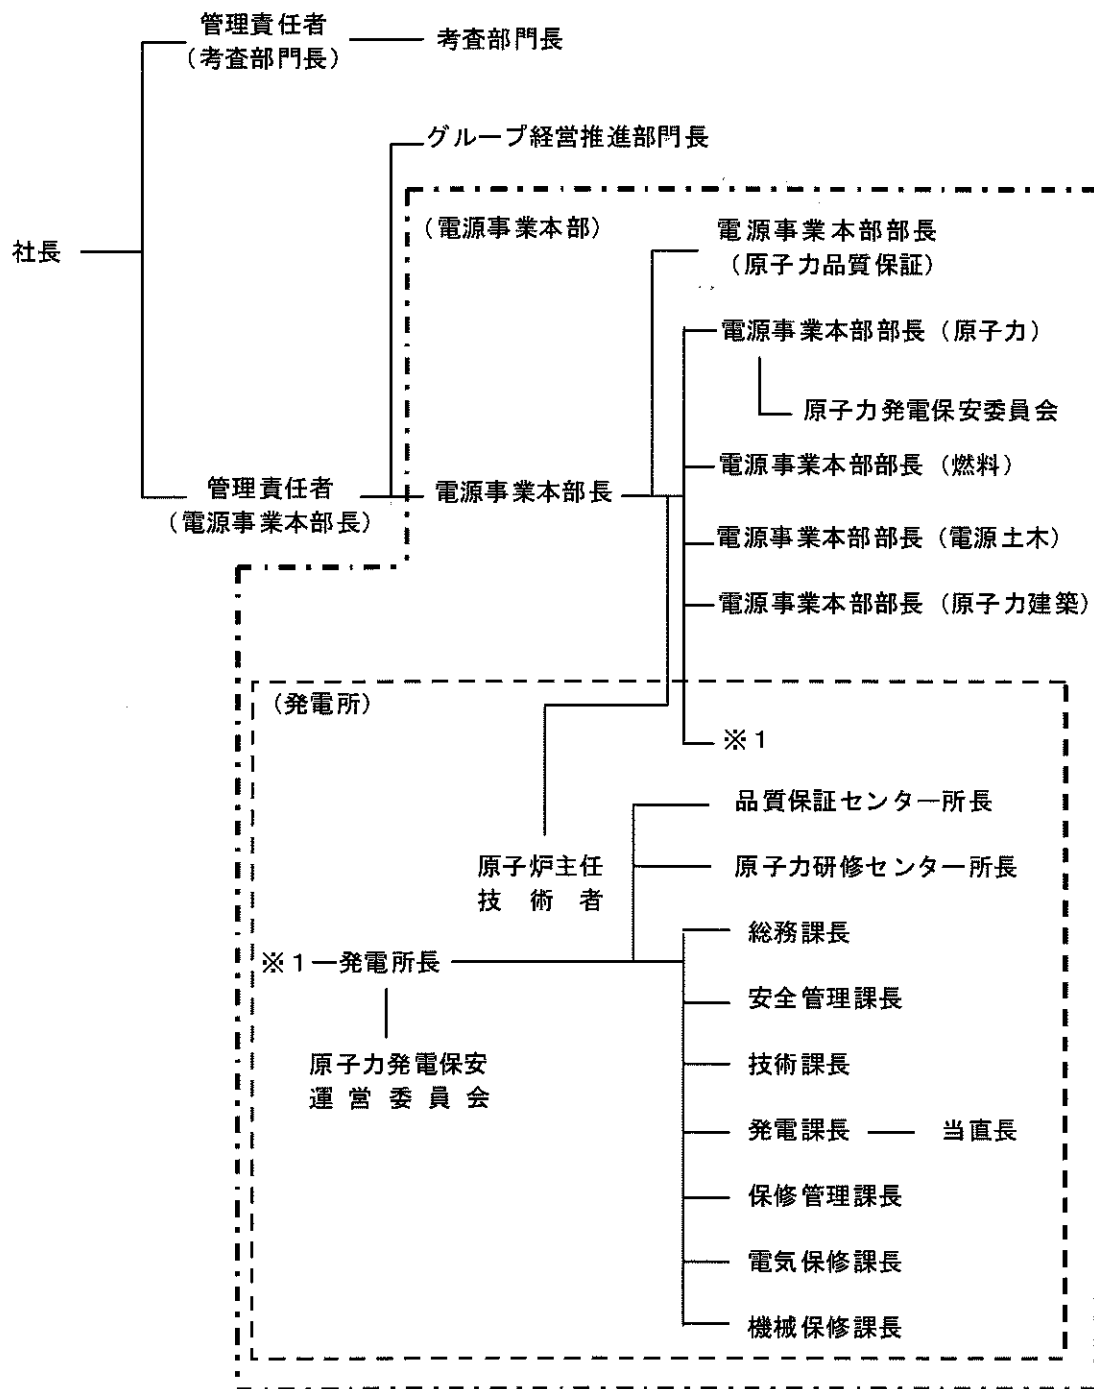 管理責任者
（考査部門長）
考査部門長
グループ経営推進部門長
社長
（電源事業本部）
電源事業本部部長
（原子力品質保証）
電源事業本部部長（原子力）
原子力発電保安委員会
電源事業本部部長（燃料）
管理責任者
（電源事業本部長）
電源事業本部長
電源事業本部部長（電源土木）
電源事業本部部長（原子力建築）
（発電所）
※１
品質保証センター所長
原子炉主任
技術者
原子力研修センター所長
※１－発電所長
原子力発電保安
運営委員会
総務課長
安全管理課長
技術課長
発電課長
当直長
保修管理課長
電気保修課長
機械保修課長